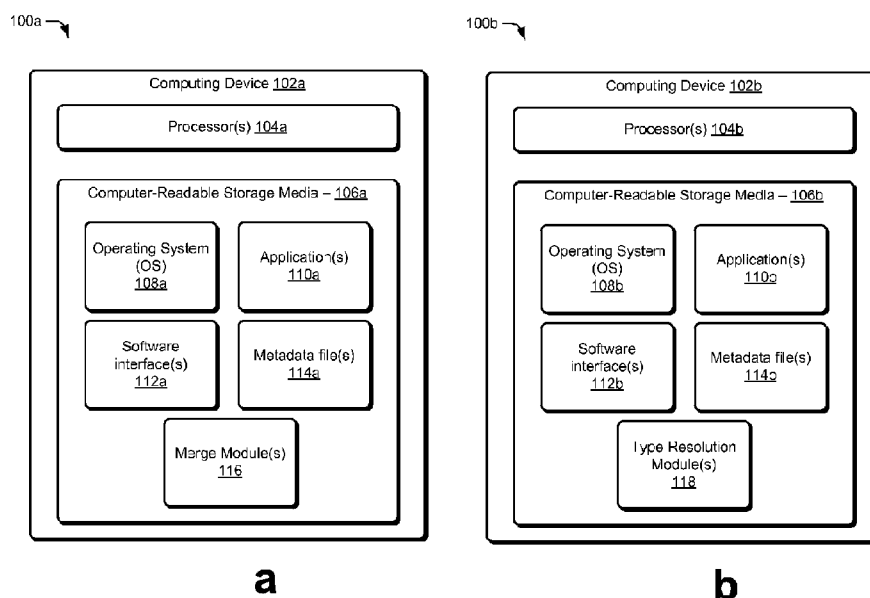 100a
Computing Device 102a
Processor(s) 104a
Computer-Readable Storage Media – 106a
Operating System
(OS)
108a
Application(s)
110a
Software
interface(s)
112a
Metadata file(s)
114a
Merge Module(s)
116
a
100b
Computing Device 102b
Processor(s) 104b
Computer-Readable Storage Media – 106b
Operating System
(OS)
108b
Application(s)
110c
Software
interface(s)
112b
Metadata file(s)
114c
Type Resolution
Module(s)
118
b